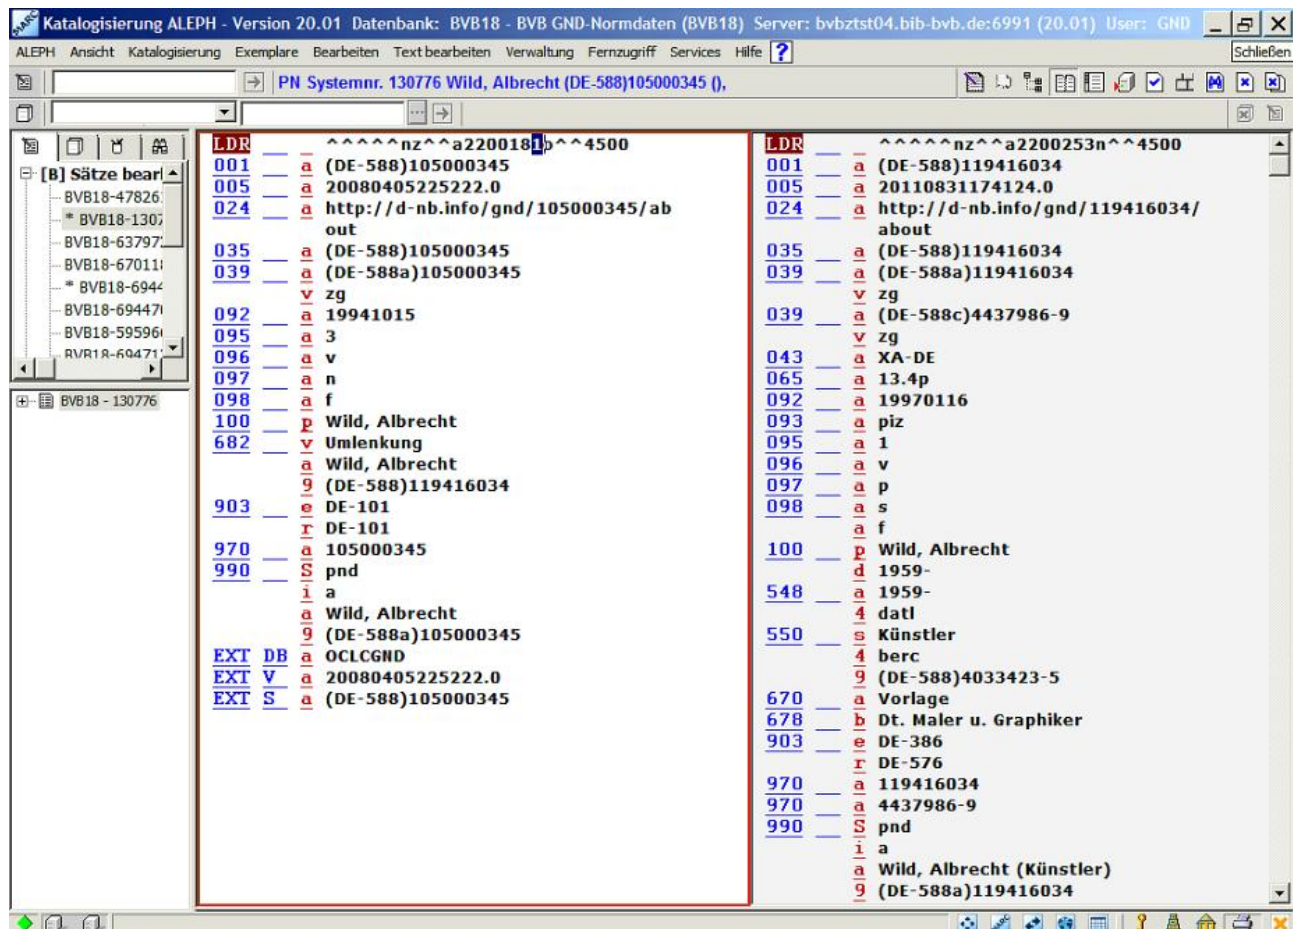 Katalogisierung ALEPH - Version 20.01 Datenbank: BVB18 - BVB GND-Normdaten (BVB18) Server: bvbztst04.bib-bvb.de:6991 (20.01) User: GND
ALEPH Ansicht Katalogisierung Exemplare Bearbeiten Text bearbeiten Verwaltung Fernzugriff Services Hilfe ?
Schließen
PN Systemnr. 130776 Wild, Albrecht (DE-588)105000345 (),
[B] Sätze bear
BVB18-47826
* BVB18-1307
BVB18-63797
BVB18-67011
* BVB18-6944
BVB18-69447
BVB18-59596
BVB18-69471
BVB18 - 130776
LDR ^^^^^nz^^a2200181b^^4500
001 a (DE-588)105000345
005 a 20080405225222.0
024 a http://d-nb.info/gnd/105000345/ab
out
035 a (DE-588)105000345
039 a (DE-588a)105000345
v zg
092 a 19941015
095 a 3
096 a v
097 a n
098 a f
100 p Wild, Albrecht
682 v Umlenkung
a Wild, Albrecht
9 (DE-588)119416034
903 e DE-101
r DE-101
970 a 105000345
990 S pnd
i a
a Wild, Albrecht
9 (DE-588a)105000345
EXT DB a OCLCGND
EXT V a 20080405225222.0
EXT S a (DE-588)105000345
LDR ^^^^^nz^^a2200253n^^4500
001 a (DE-588)119416034
005 a 20110831174124.0
024 a http://d-nb.info/gnd/119416034/
about
035 a (DE-588)119416034
039 a (DE-588a)119416034
v zg
039 a (DE-588c)4437986-9
v zg
043 a XA-DE
065 a 13.4p
092 a 19970116
093 a piz
095 a 1
096 a v
097 a p
098 a s
a f
100 p Wild, Albrecht
d 1959-
548 a 1959-
4 datl
550 s Künstler
4 berc
9 (DE-588)4033423-5
670 a Vorlage
678 b Dt. Maler u. Graphiker
903 e DE-386
r DE-576
970 a 119416034
970 a 4437986-9
990 S pnd
i a
a Wild, Albrecht (Künstler)
9 (DE-588a)119416034